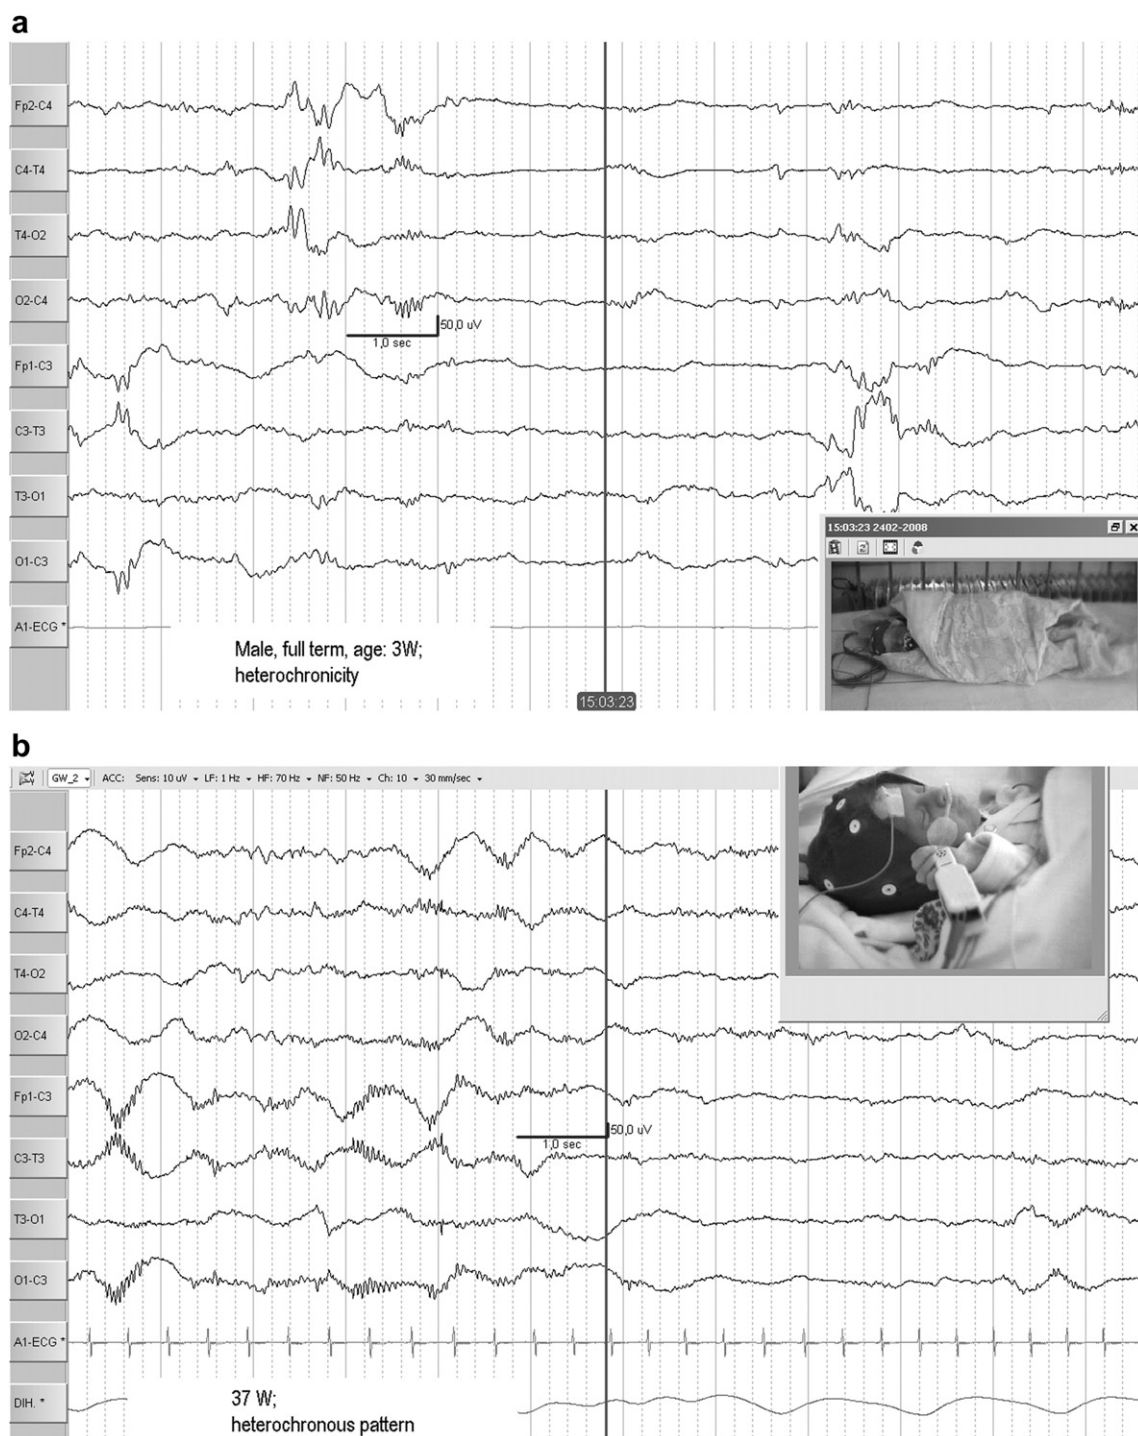 a
Fp2-C4
C4-T4
T4-O2
O2-C4
50,0 uV
1,0 sec
Fp1-C3
C3-T3
T3-O1
15:03:23 2402-2008
O1-C3
A1-ECG *
Male, full term, age: 3W;
heterochronicity
15:03:23
b
GW_2 ACC: Sens: 10 uV LF: 1 Hz HF: 70 Hz NF: 50 Hz Ch: 10 30 mm/sec
Fp2-C4
C4-T4
T4-O2
O2-C4
Fp1-C3
50,0 uV
1,0 sec
C3-T3
T3-O1
O1-C3
A1-ECG *
DIH. *
37 W;
heterochronous pattern